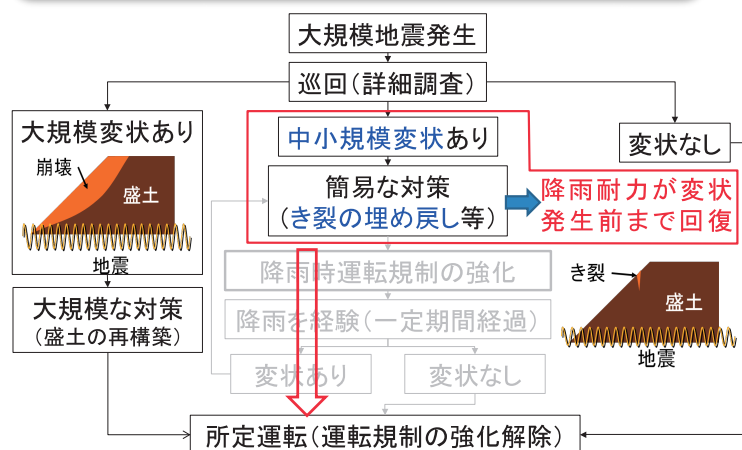 大規模地震発生
巡回(詳細調査)
大規模変状あり
崩壊
盛土
地震
大規模な対策
(盛土の再構築)
中小規模変状あり
簡易な対策
(き裂の埋め戻し等)
降雨耐力が変状
発生前まで回復
変状なし
降雨時運転規制の強化
降雨を経験(一定期間経過)
変状あり
変状なし
き裂
盛土
地震
所定運転(運転規制の強化解除)